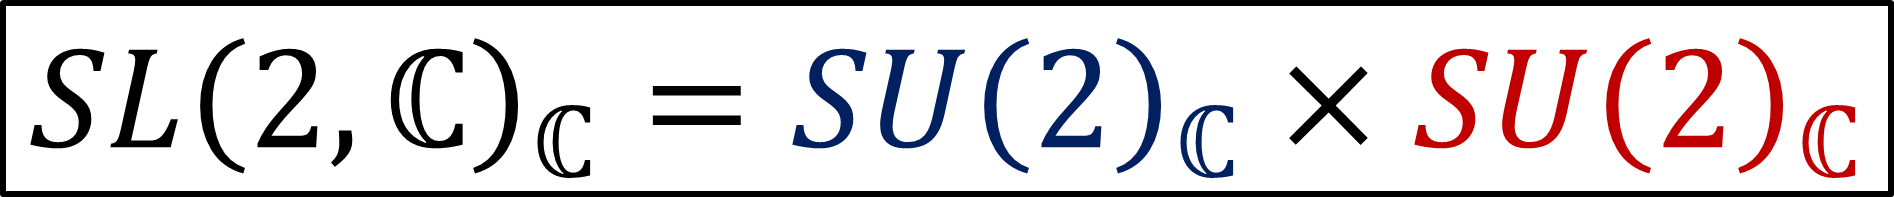 SL(2, ℂ)_ℂ = SU(2)_ℂ × SU(2)_ℂ